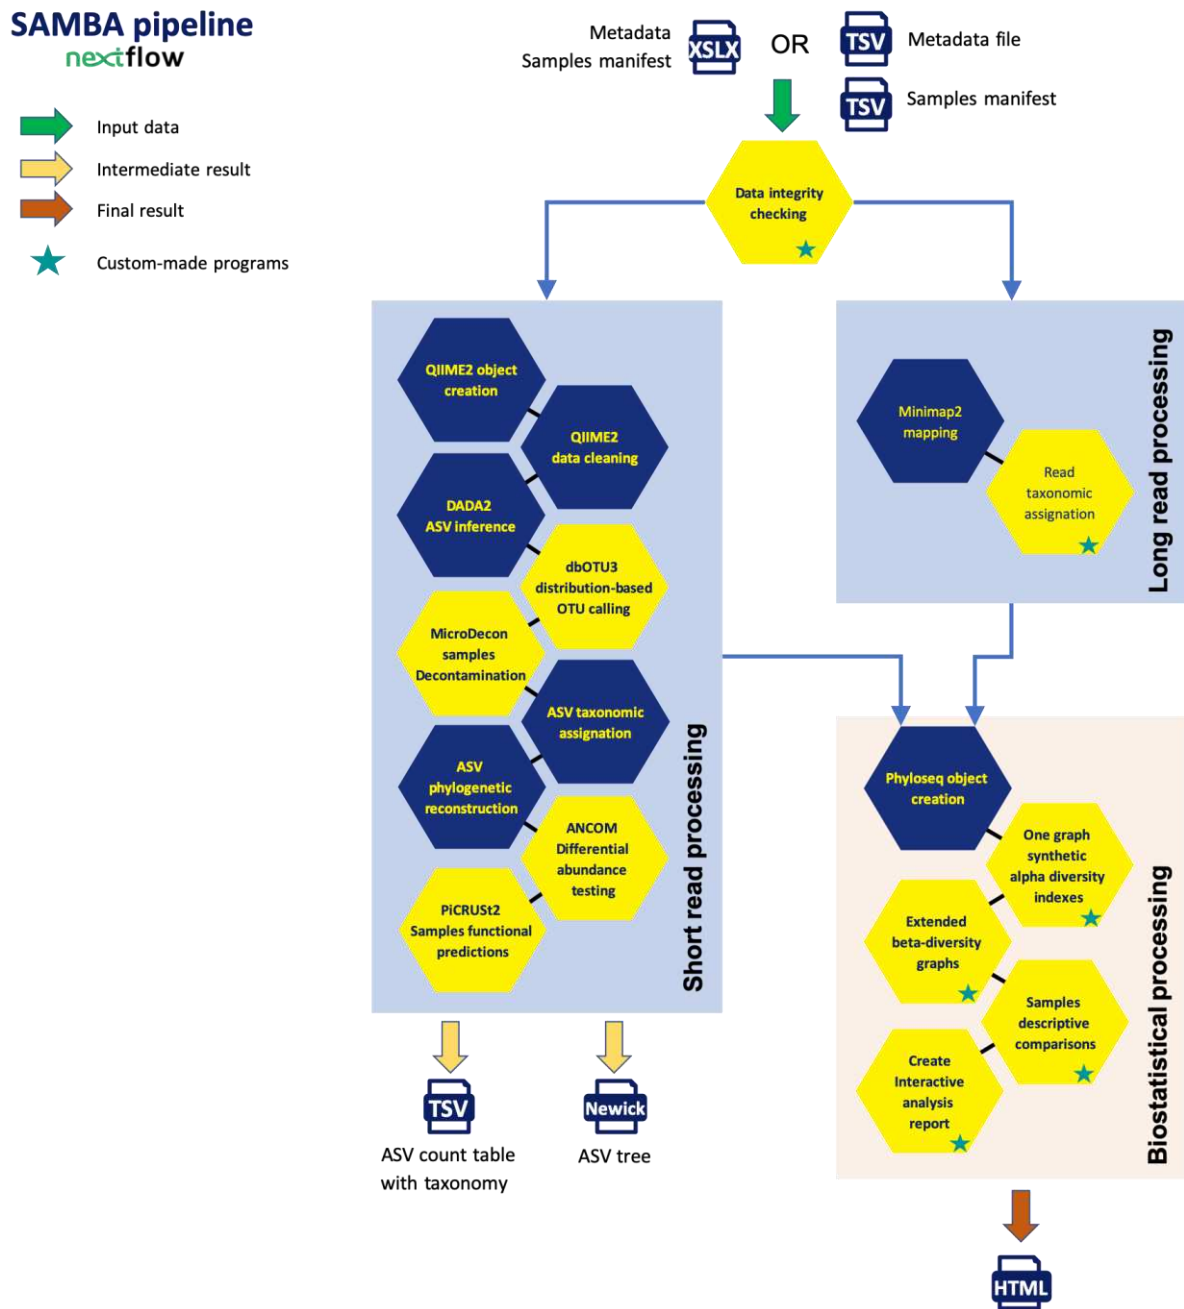 SAMBA pipeline
nextflow
Input data
Intermediate result
Final result
Custom-made programs
Metadata
Samples manifest
XSLX
OR
TSV
Metadata file
TSV
Samples manifest
Data integrity
checking
QIIME2 object
creation
QIIME2
data cleaning
DADA2
ASV inference
dbOTU3
distribution-based
OTU calling
MicroDecon
samples
Decontamination
ASV taxonomic
assignation
ASV
phylogenetic
reconstruction
ANCOM
Differential
abundance
testing
PiCRUSt2
Samples functional
predictions
Short read processing
Minimap2
mapping
Read
taxonomic
assignation
Long read processing
Phyloseq object
creation
One graph
synthetic
alpha diversity
indexes
Extended
beta-diversity
graphs
Samples
descriptive
comparisons
Create
Interactive
analysis
report
Biostatistical processing
TSV
ASV count table
with taxonomy
Newick
ASV tree
HTML